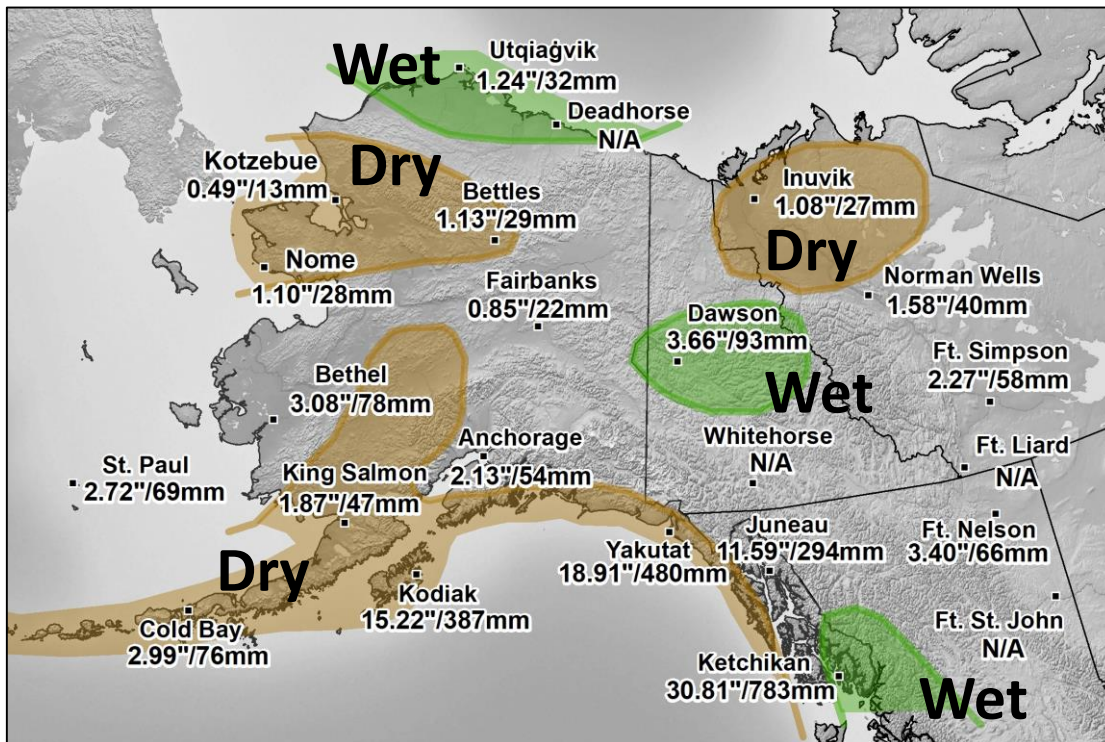 Wet
Utqiaġvik
1.24"/32mm
Deadhorse
N/A
Kotzebue
0.49"/13mm
Dry
Bettles
1.13"/29mm
Inuvik
1.08"/27mm
Dry
Nome
1.10"/28mm
Fairbanks
0.85"/22mm
Norman Wells
1.58"/40mm
Dawson
3.66"/93mm
Wet
Ft. Simpson
2.27"/58mm
Bethel
3.08"/78mm
Anchorage
2.13"/54mm
Whitehorse
N/A
Ft. Liard
N/A
St. Paul
2.72"/69mm
King Salmon
1.87"/47mm
Ft. Nelson
3.40"/66mm
Juneau
11.59"/294mm
Yakutat
18.91"/480mm
Dry
Kodiak
15.22"/387mm
Cold Bay
2.99"/76mm
Ft. St. John
N/A
Ketchikan
30.81"/783mm
Wet